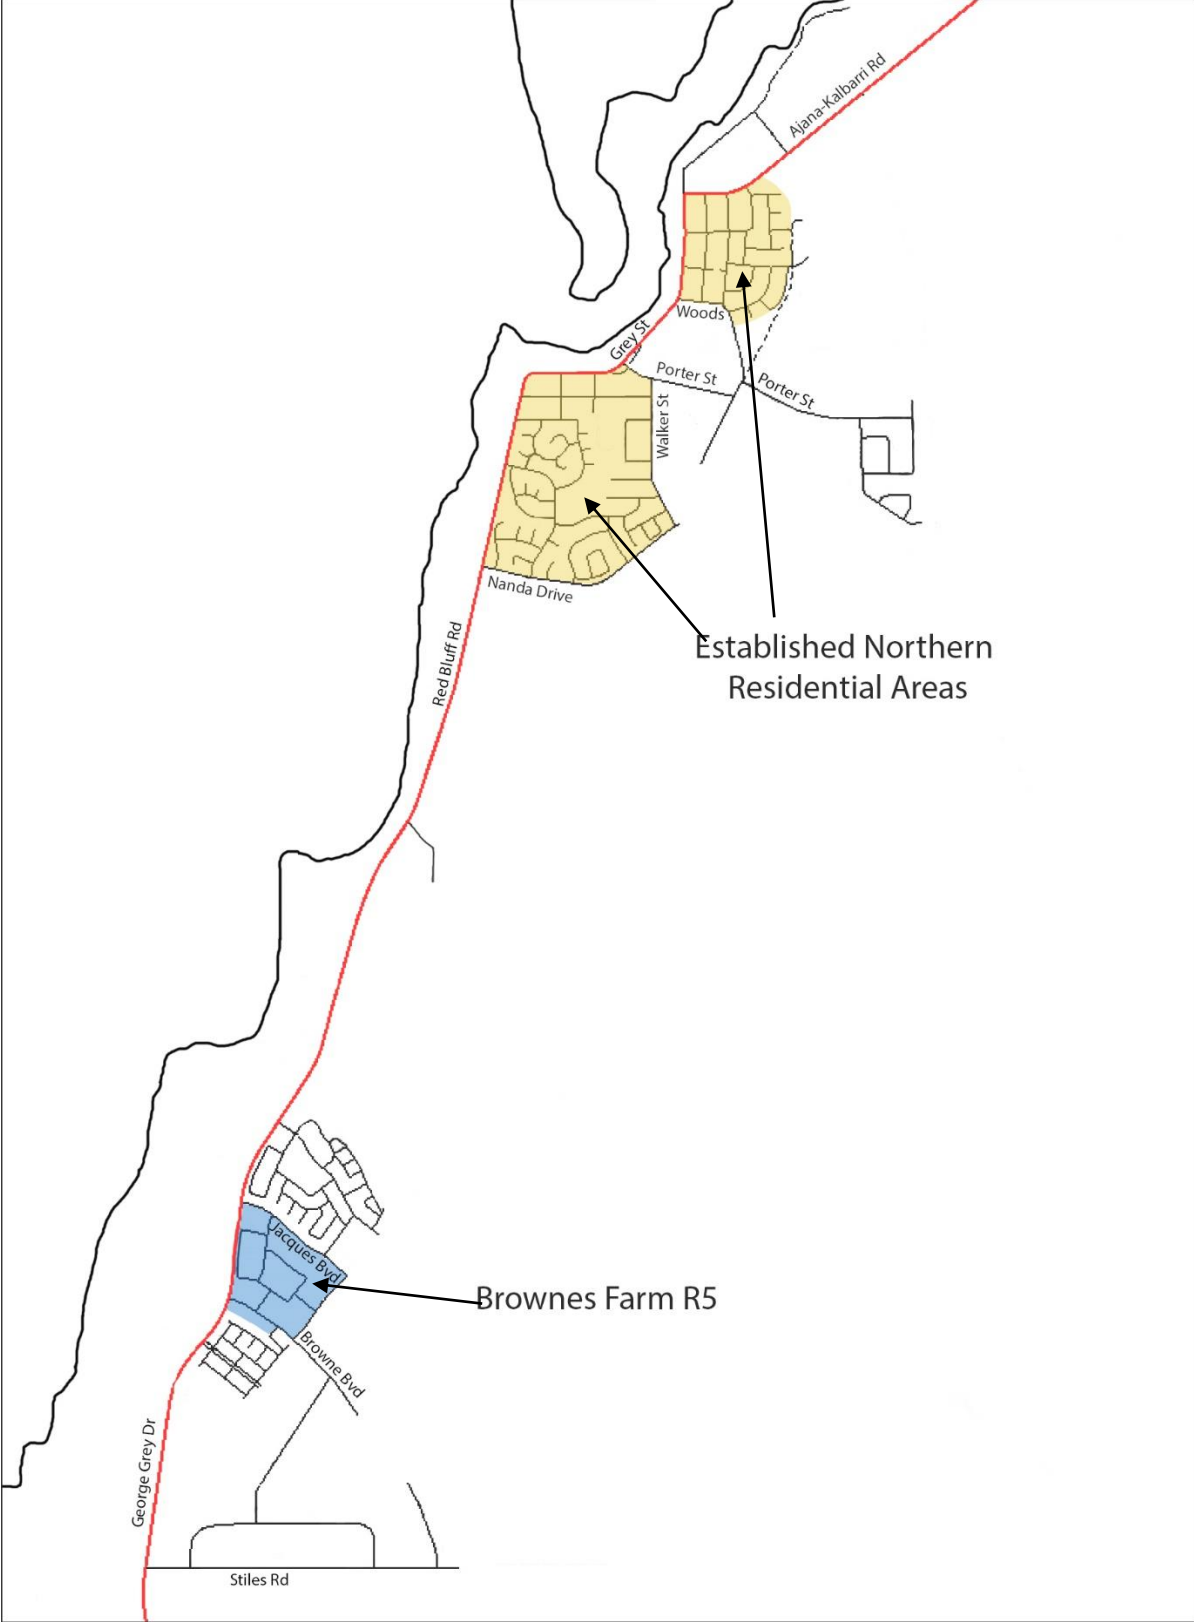 Ajana-Kalbarri Rd
Woods
Grey St
Porter St
Porter St
Walker St
Nanda Drive
Established Northern
Residential Areas
Red Bluff Rd
Jacques Bvd
Brownes Farm R5
Browne Bvd
George Grey Dr
Stiles Rd